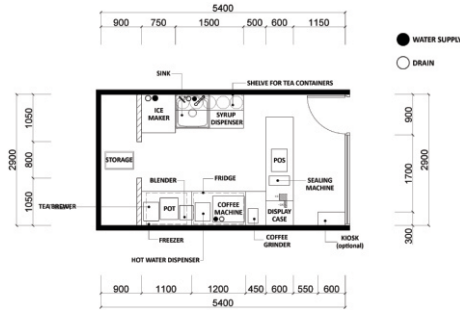 5400
900 750 1500 500 600 1150
WATER SUPPLY
DRAIN
SINK
SHELVE FOR TEA CONTAINERS
ICE MAKER
SYRUP DISPENSER
2900
1050
800
1050
900
1700
300
2900
STORAGE
POS
SEALING MACHINE
BLENDER
FRIDGE
TEA BREWER
POT
COFFEE MACHINE
DISPLAY CASE
FREEZER
HOT WATER DISPENSER
COFFEE GRINDER
KIOSK (optional)
900 1100 1200 450 600 550 600
5400